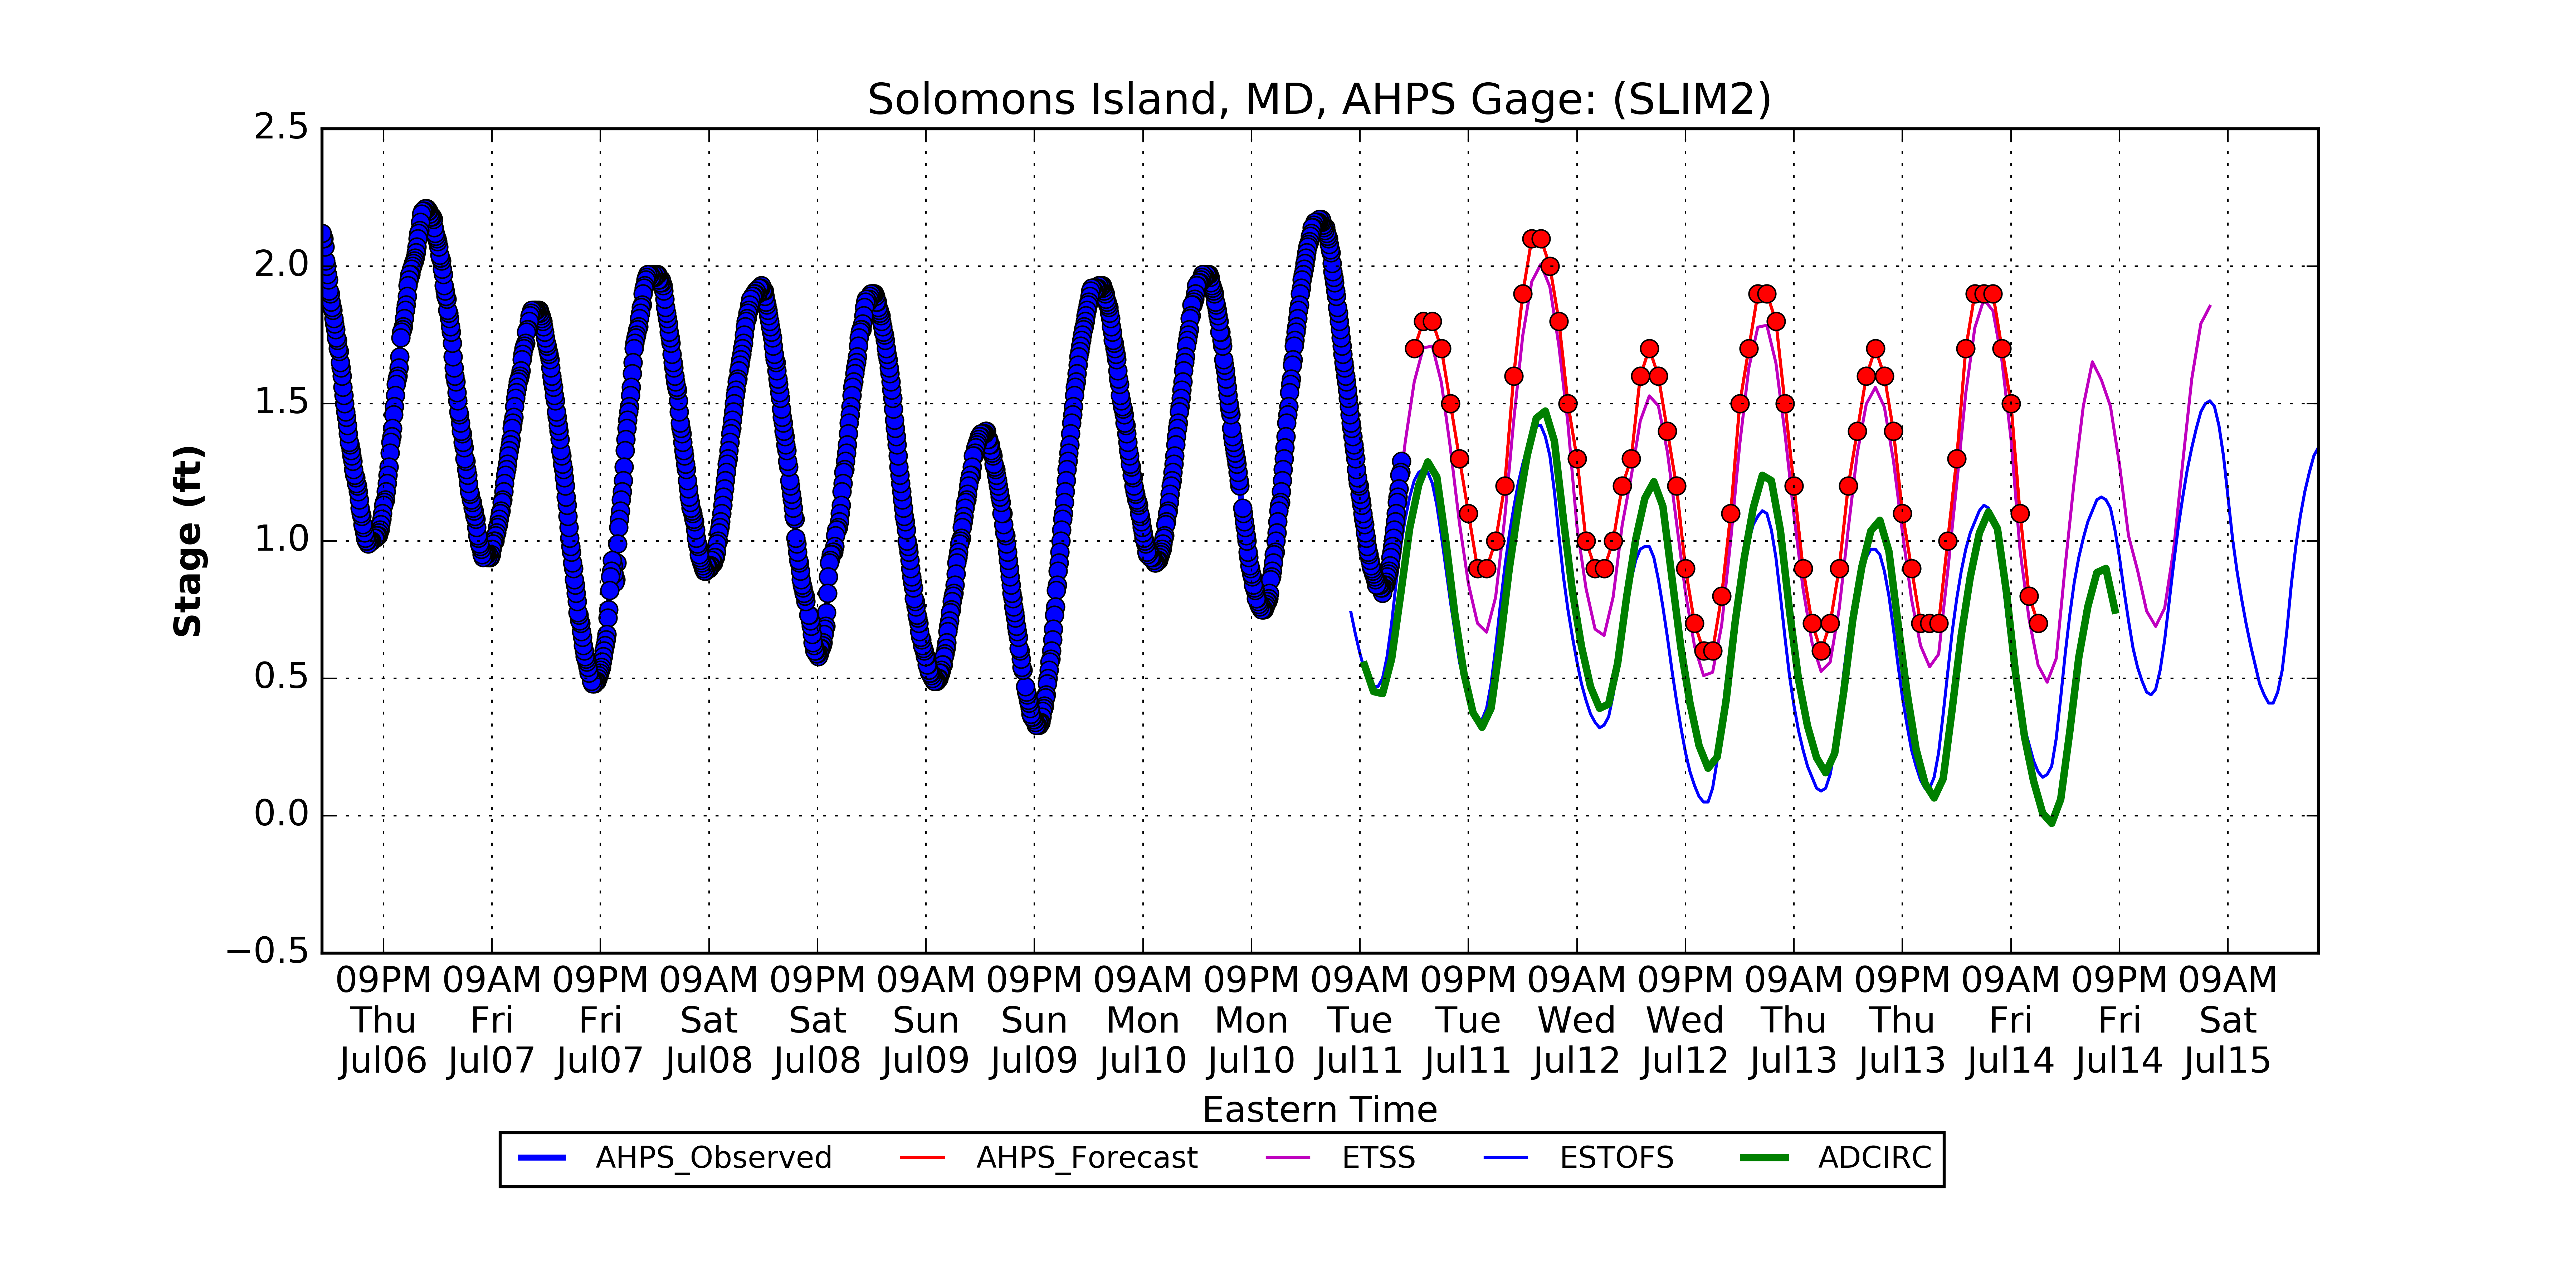 Solomons Island, MD, AHPS Gage: (SLIM2)
2.5
2.0
1.5
1.0
0.5
0.0
−0.5
Stage (ft)
09PM 09AM 09PM 09AM 09PM 09AM 09PM 09AM 09PM 09AM 09PM 09AM 09PM 09AM 09PM 09AM 09PM 09AM
Thu Fri Fri Sat Sat Sun Sun Mon Mon Tue Tue Wed Wed Thu Thu Fri Fri Sat
Jul06 Jul07 Jul07 Jul08 Jul08 Jul09 Jul09 Jul10 Jul10 Jul11 Jul11 Jul12 Jul12 Jul13 Jul13 Jul14 Jul14 Jul15
Eastern Time
AHPS_Observed AHPS_Forecast ETSS ESTOFS ADCIRC